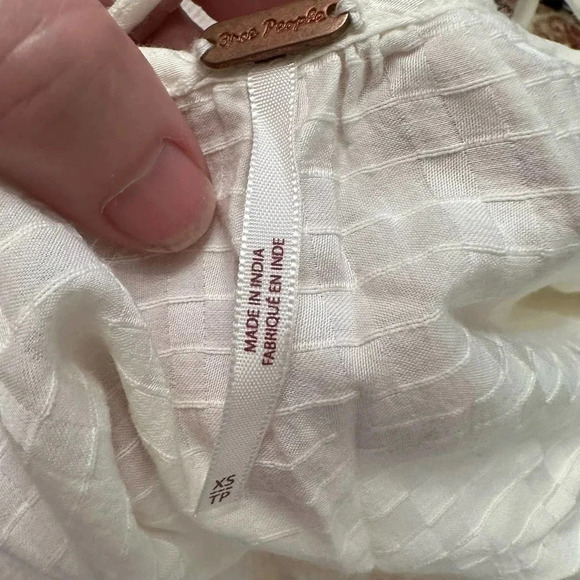 Free People
MADE IN INDIA
FABRIQUÉ EN INDE
XS
TP